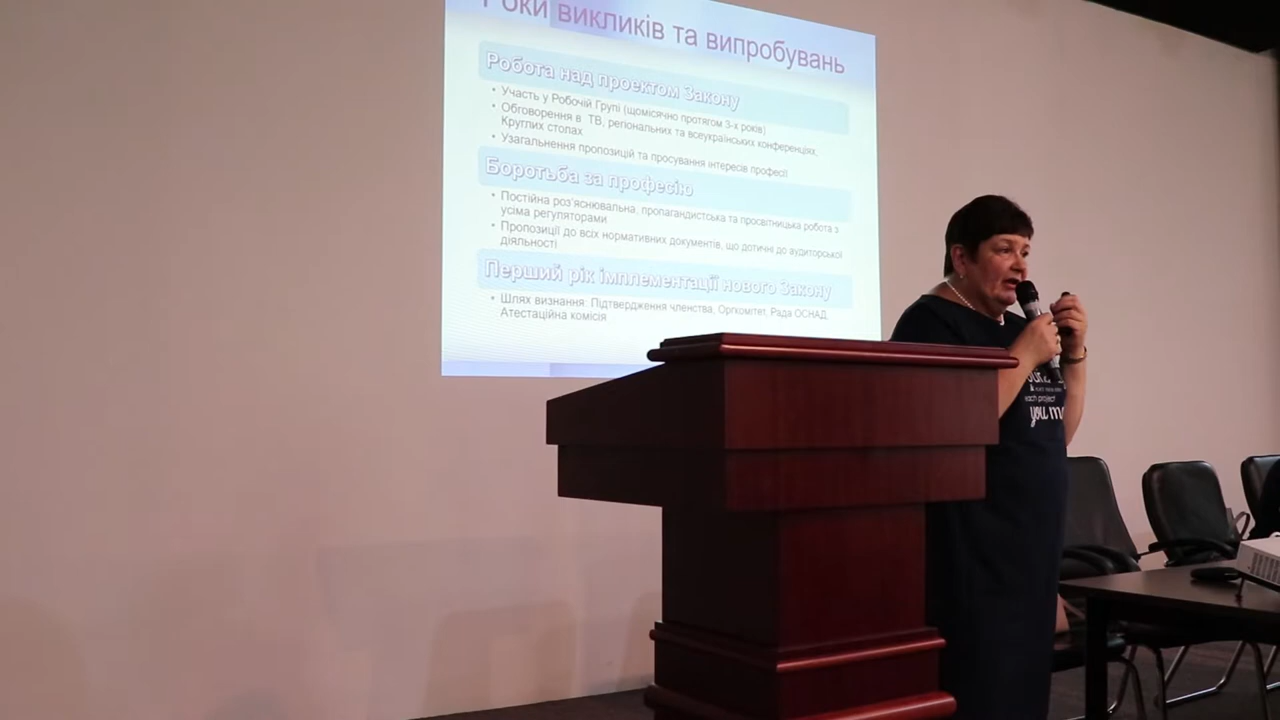 Роки викликів та випробувань
Робота над проектом Закону
• Участь у Робочій Групі (щомісячно протягом 3-х років)
• Обговорення в ТВ, регіональних та всеукраїнських конференціях,
Круглих столах
• Узагальнення пропозицій та просування інтересів професії
Боротьба за професію
• Постійна роз'яснювальна, пропагандистська та просвітницька робота з
усіма регуляторами
• Пропозиції до всіх нормативних документів, що дотичні до аудиторської
діяльності
Перший рік імплементації нового Закону
• Шлях визнання: Підтвердження членства, Оргкомітет, Рада ОСНАД,
Атестаційна комісія
&
each project
you